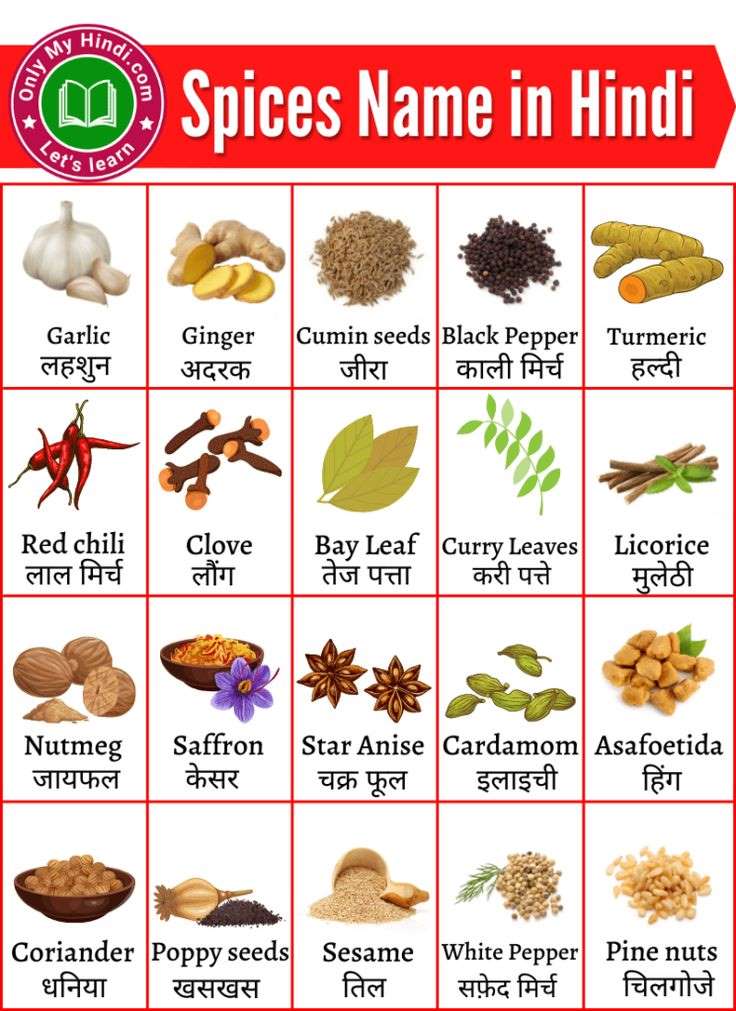 Only My Hindi.com
Let's learn
Spices Name in Hindi
Garlic
लहशुन
Ginger
अदरक
Cumin seeds
जीरा
Black Pepper
काली मिर्च
Turmeric
हल्दी
Red chili
लाल मिर्च
Clove
लौंग
Bay Leaf
तेज पत्ता
Curry Leaves
करी पत्ते
Licorice
मुलेठी
Nutmeg
जायफल
Saffron
केसर
Star Anise
चक्र फूल
Cardamom
इलाइची
Asafoetida
हिंग
Coriander
धनिया
Poppy seeds
खसखस
Sesame
तिल
White Pepper
सफ़ेद मिर्च
Pine nuts
चिलगोजे